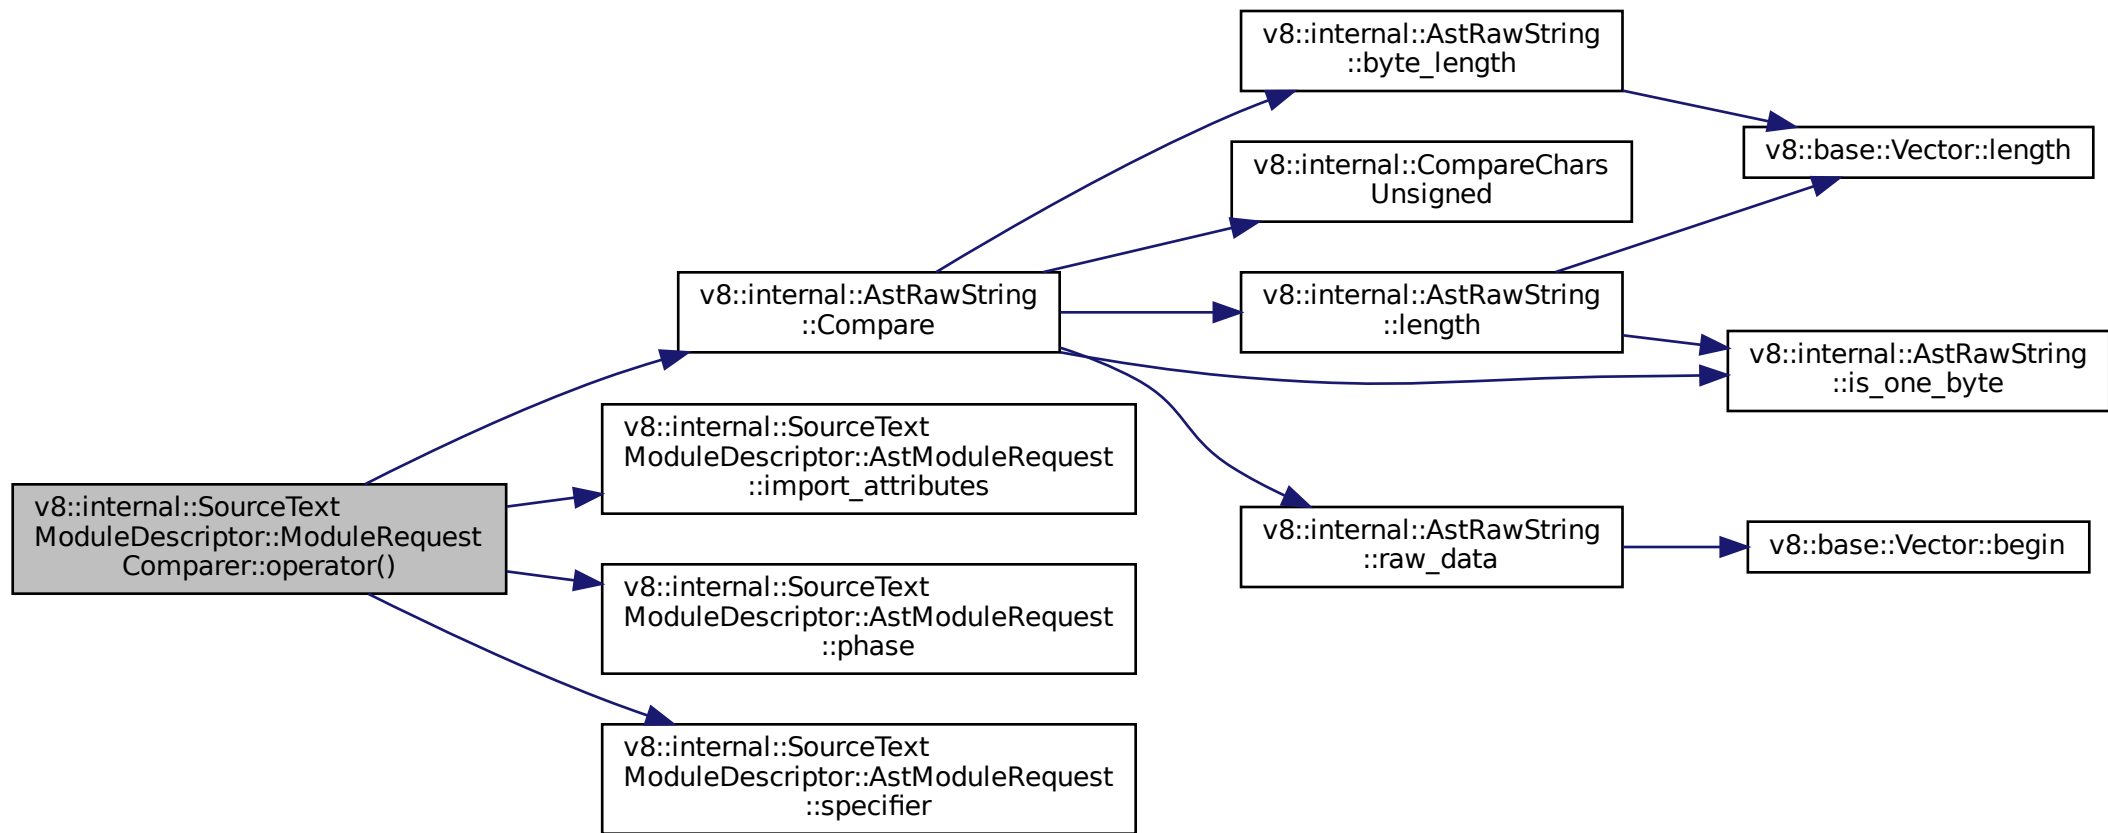 v8::internal::SourceText
ModuleDescriptor::ModuleRequest
Comparer::operator()
v8::internal::AstRawString
::Compare
v8::internal::SourceText
ModuleDescriptor::AstModuleRequest
::import_attributes
v8::internal::SourceText
ModuleDescriptor::AstModuleRequest
::phase
v8::internal::SourceText
ModuleDescriptor::AstModuleRequest
::specifier
v8::internal::AstRawString
::byte_length
v8::internal::CompareChars
Unsigned
v8::internal::AstRawString
::length
v8::internal::AstRawString
::raw_data
v8::base::Vector::length
v8::internal::AstRawString
::is_one_byte
v8::base::Vector::begin